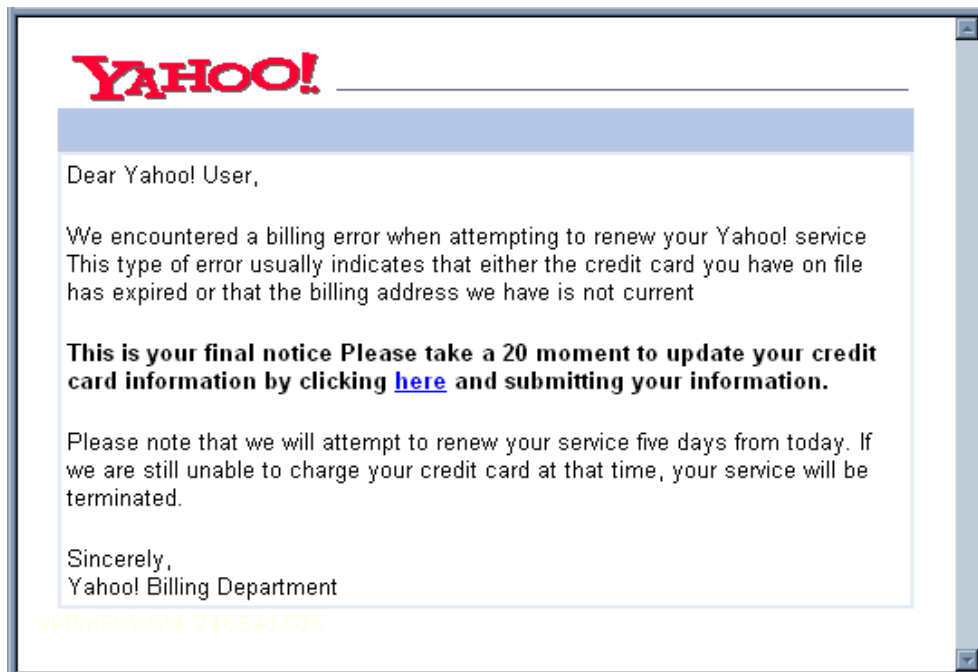 YAHOO!
Dear Yahoo! User,
We encountered a billing error when attempting to renew your Yahoo! service
This type of error usually indicates that either the credit card you have on file
has expired or that the billing address we have is not current
This is your final notice Please take a 20 moment to update your credit
card information by clicking here and submitting your information.
Please note that we will attempt to renew your service five days from today. If
we are still unable to charge your credit card at that time, your service will be
terminated.
Sincerely,
Yahoo! Billing Department